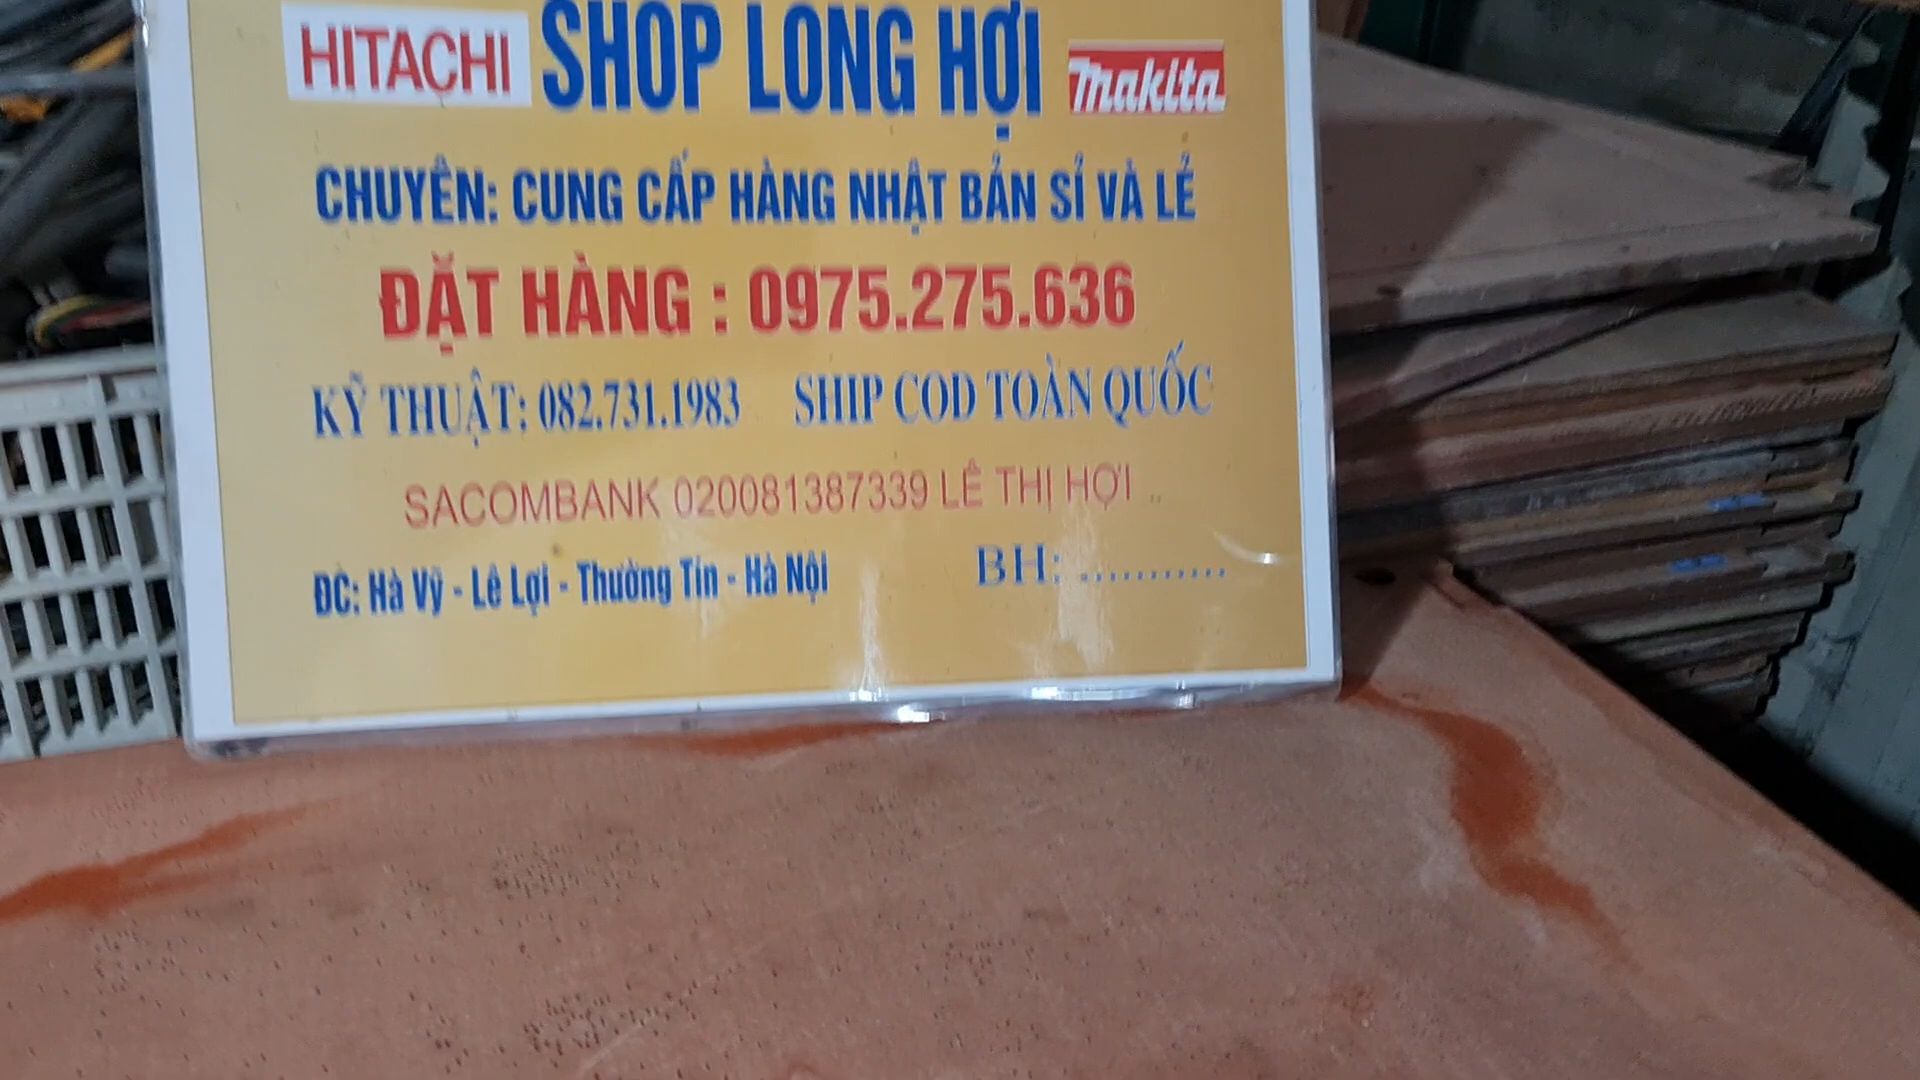 HITACHI SHOP LONG HỢI makita
CHUYÊN: CUNG CẤP HÀNG NHẬT BẢN SỈ VÀ LẺ
ĐẶT HÀNG : 0975.275.636
KỸ THUẬT: 082.731.1983 SHIP COD TOÀN QUỐC
SACOMBANK 020081387339 LÊ THỊ HỢI
ĐC: Hà Vỹ - Lê Lợi - Thường Tín - Hà Nội BH: ...........